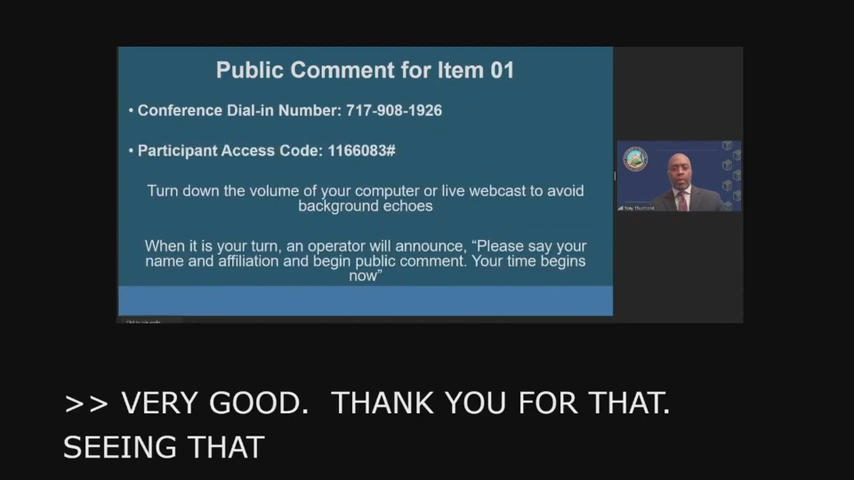 Public Comment for Item 01
• Conference Dial-in Number: 717-908-1926
• Participant Access Code: 1166083#
Turn down the volume of your computer or live webcast to avoid
background echoes
When it is your turn, an operator will announce, “Please say your
name and affiliation and begin public comment. Your time begins
now”
Tony Thurmond
>> VERY GOOD.  THANK YOU FOR THAT.
SEEING THAT